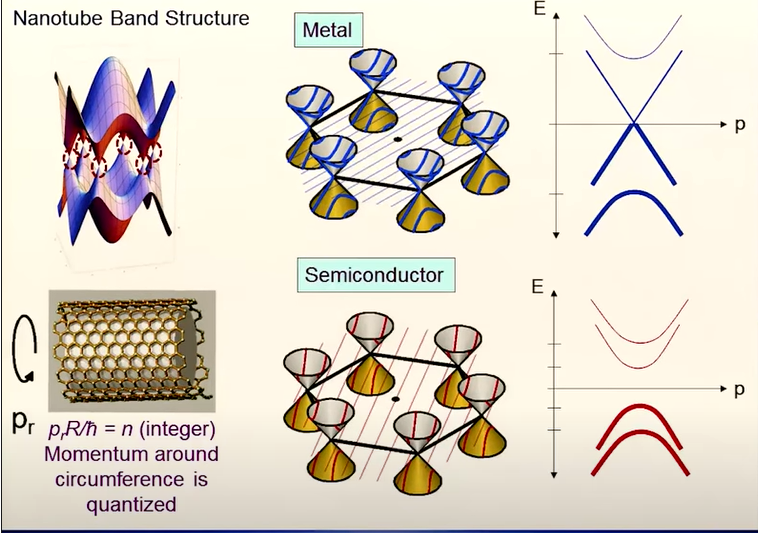 Nanotube Band Structure
Metal
E
p
Semiconductor
E
p
pr
prR/ħ = n (integer)
Momentum around
circumference is
quantized